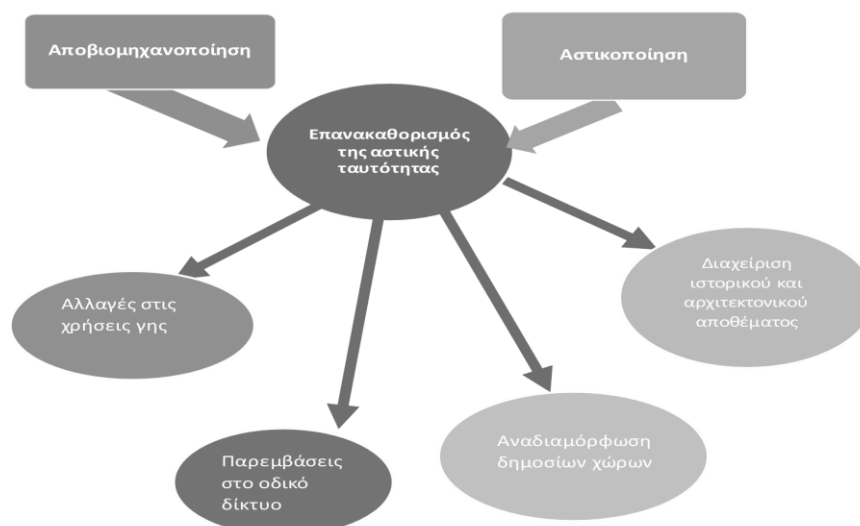 Αποβιομηχανοποίηση
Αστικοποίηση
Επανακαθορισμός
της αστικής
ταυτότητας
Διαχείριση
ιστορικού και
αρχιτεκτονικού
αποθέματος
Αλλαγές στις
χρήσεις γης
Αναδιαμόρφωση
δημοσίων χώρων
Παρεμβάσεις
στο οδικό
δίκτυο